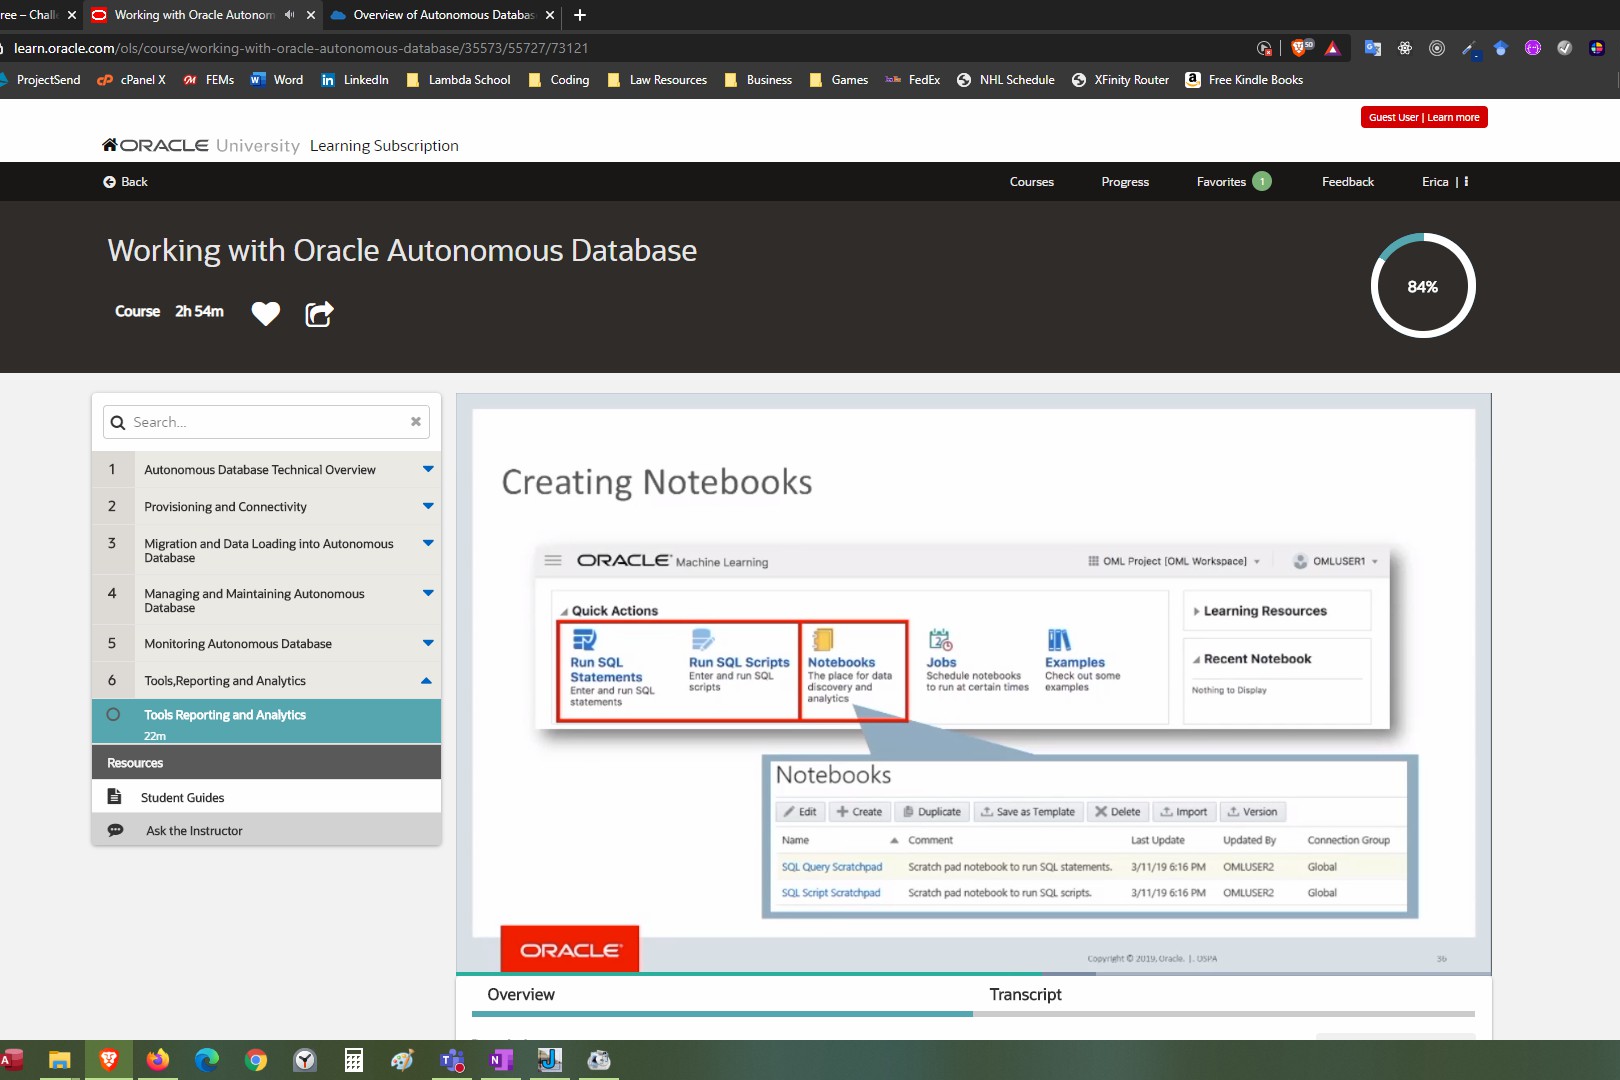 ree – Chall
Working with Oracle Autonom
Overview of Autonomous Databas
learn.oracle.com/ols/course/working-with-oracle-autonomous-database/35573/55727/73121
50
ProjectSend
cPanel X
FEMs
Word
LinkedIn
Lambda School
Coding
Law Resources
Business
Games
FedEx
NHL Schedule
XFinity Router
Free Kindle Books
Guest User | Learn more
ORACLE University Learning Subscription
Back
Courses
Progress
Favorites 1
Feedback
Erica |
Working with Oracle Autonomous Database
Course 2h 54m
84%
Search...
1 Autonomous Database Technical Overview
2 Provisioning and Connectivity
3 Migration and Data Loading into Autonomous
Database
4 Managing and Maintaining Autonomous
Database
5 Monitoring Autonomous Database
6 Tools,Reporting and Analytics
Tools Reporting and Analytics
22m
Resources
Student Guides
Ask the Instructor
Creating Notebooks
ORACLE Machine Learning
OML Project [OML Workspace]
OMLUSER1
Quick Actions
Run SQL
Statements
Enter and run SQL
statements
Run SQL Scripts
Enter and run SQL
scripts
Notebooks
The place for data
discovery and
analytics
Jobs
Schedule notebooks
to run at certain times
Examples
Check out some
examples
Learning Resources
Recent Notebook
Nothing to Display
Notebooks
Edit Create Duplicate Save as Template Delete Import Version
Name Comment Last Update Updated By Connection Group
SQL Query Scratchpad Scratch pad notebook to run SQL statements. 3/11/19 6:16 PM OMLUSER2 Global
SQL Script Scratchpad Scratch pad notebook to run SQL scripts. 3/11/19 6:16 PM OMLUSER2 Global
ORACLE
Copyright © 2019, Oracle. |. USPA
36
Overview
Transcript